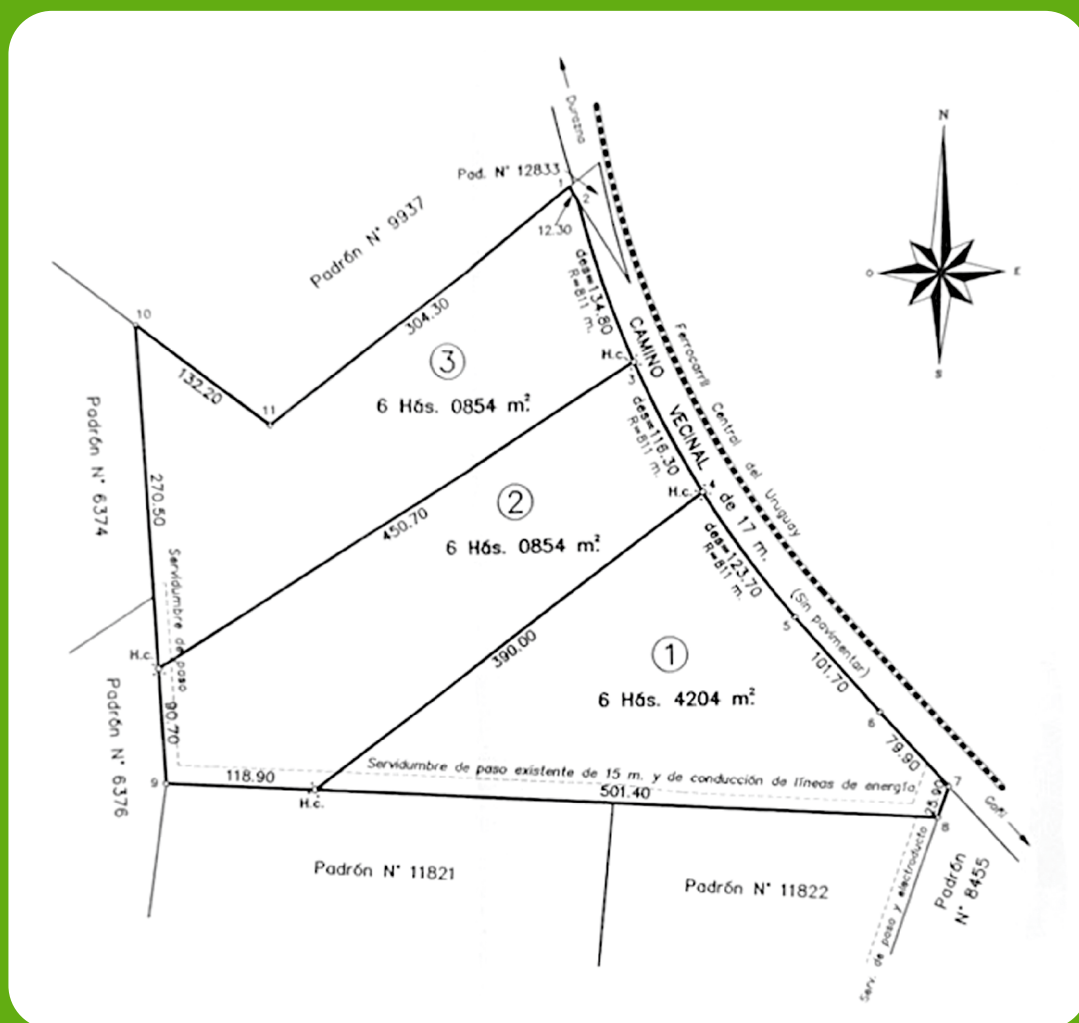 Durazno
N
Pad. N° 12833
1
2
12.30
Padrón N° 9937
O
E
S
des=134.80
R=811 m.
10
304.30
CAMINO VECINAL de 17 m. (Sin pavimentar)
Ferrocarril Central del Uruguay
H.c.
3
132.20
③
6 Hás. 0854 m².
11
Padrón N° 6374
des=116.30
R=811 m.
270.50
②
6 Hás. 0854 m².
450.70
H.c.
des=123.70
R=811 m.
Servidumbre de paso
390.00
5
H.c.
①
6 Hás. 4204 m².
101.70
6
90.70
Padrón N° 6376
79.90
9
118.90
Servidumbre de paso existente de 15 m. y de conducción de líneas de energía.
7
H.c.
501.40
25.90
8
Goñi
Padrón N° 11821
Padrón N° 11822
Padrón
N° 8455
Serv. de paso y electroducto